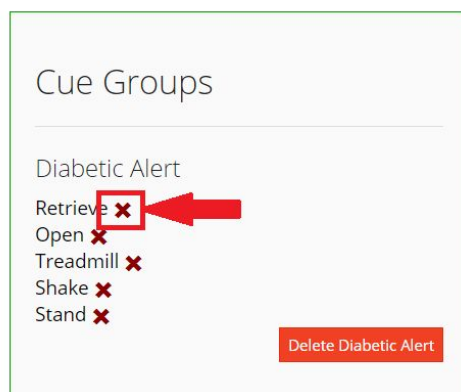 Cue Groups
Diabetic Alert
Retrieve
Open
Treadmill
Shake
Stand
Delete Diabetic Alert